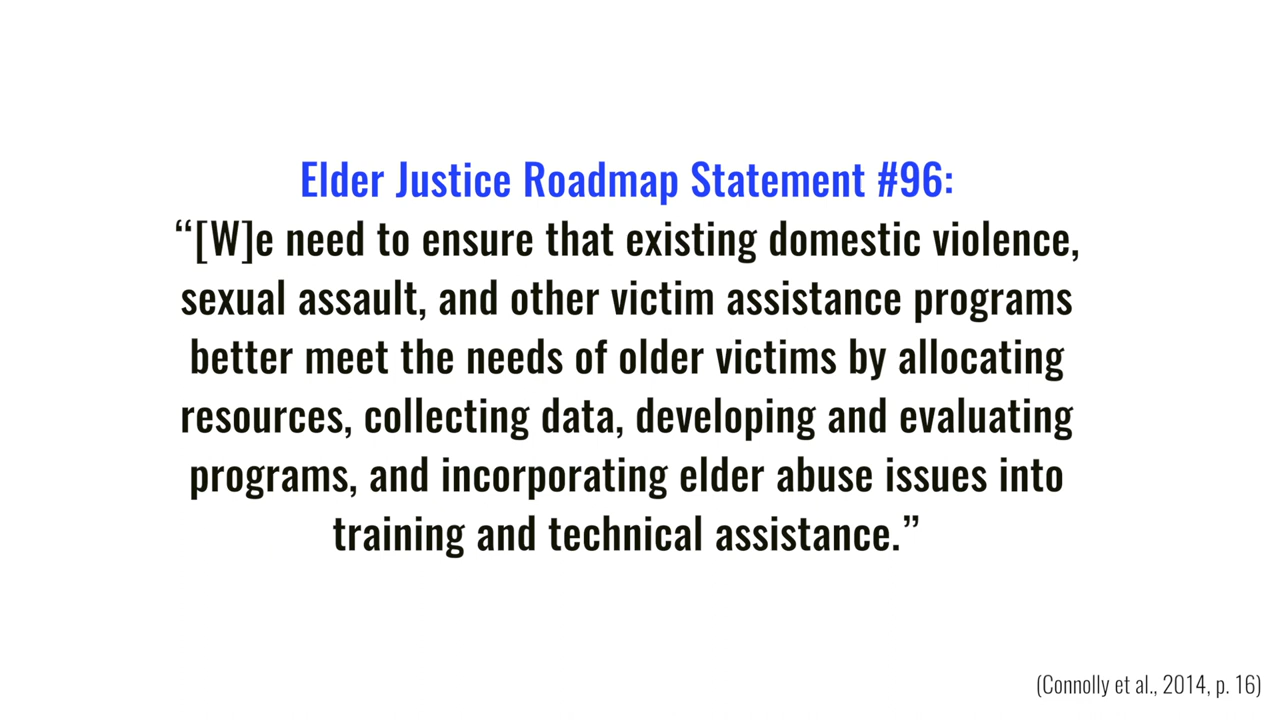 Elder Justice Roadmap Statement #96:
“[W]e need to ensure that existing domestic violence,
sexual assault, and other victim assistance programs
better meet the needs of older victims by allocating
resources, collecting data, developing and evaluating
programs, and incorporating elder abuse issues into
training and technical assistance.”
(Connolly et al., 2014, p. 16)